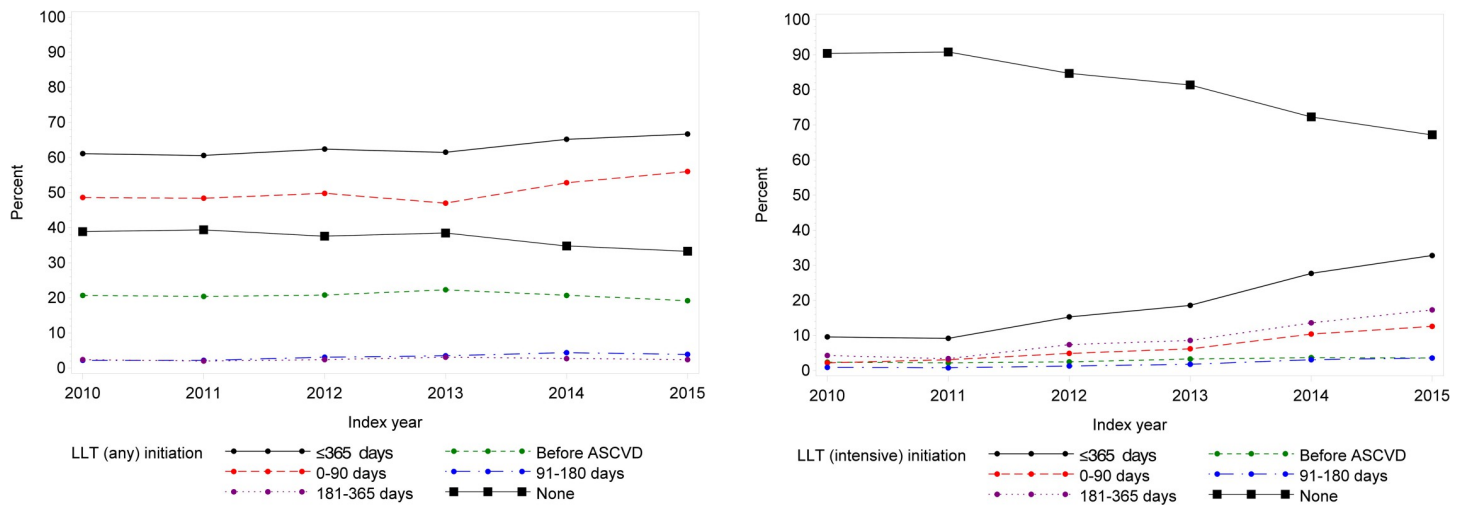 100
90
80
70
60
50
40
30
20
10
0
Percent
2010 2011 2012 2013 2014 2015
Index year
LLT (any) initiation
≤365 days
Before ASCVD
0-90 days
91-180 days
181-365 days
None
100
90
80
70
60
50
40
30
20
10
0
Percent
2010 2011 2012 2013 2014 2015
Index year
LLT (intensive) initiation
≤365 days
Before ASCVD
0-90 days
91-180 days
181-365 days
None